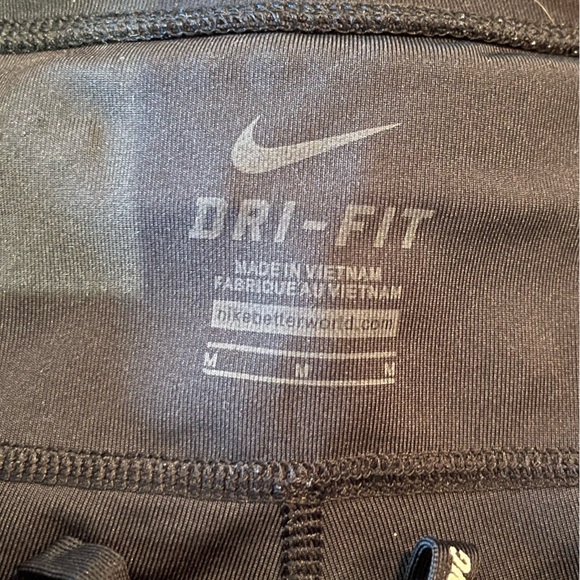 DRI-FIT
MADE IN VIETNAM
FABRIQUE AU VIETNAM
nikebetterworld.com
M M M